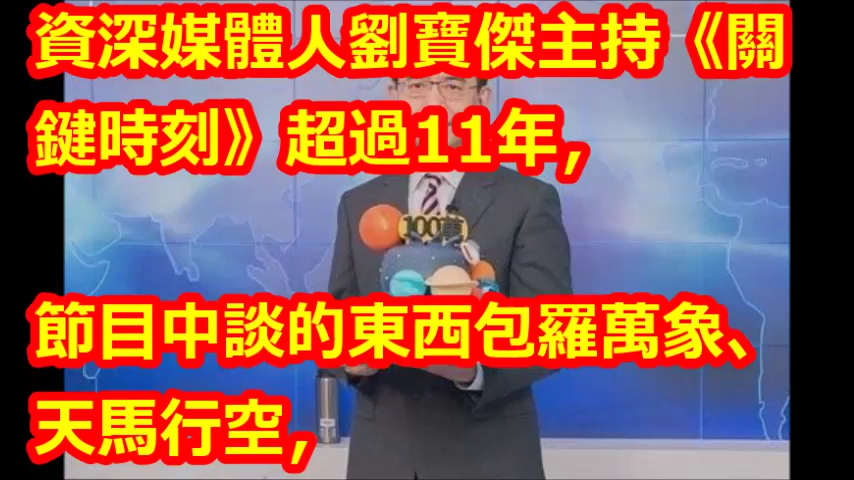 資深媒體人劉寶傑主持《關
鍵時刻》超過11年,
100萬
節目中談的東西包羅萬象、
天馬行空,